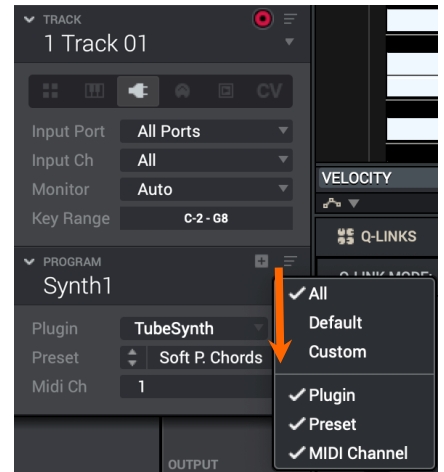 TRACK
1 Track 01
CV
Input Port All Ports
Input Ch All
Monitor Auto
Key Range C-2 - G8
VELOCITY
Q-LINKS
PROGRAM
Synth1
Q-LINK MODE:
All
Default
Custom
Plugin TubeSynth
Preset Soft P. Chords
Midi Ch 1
Plugin
Preset
MIDI Channel
OUTPUT